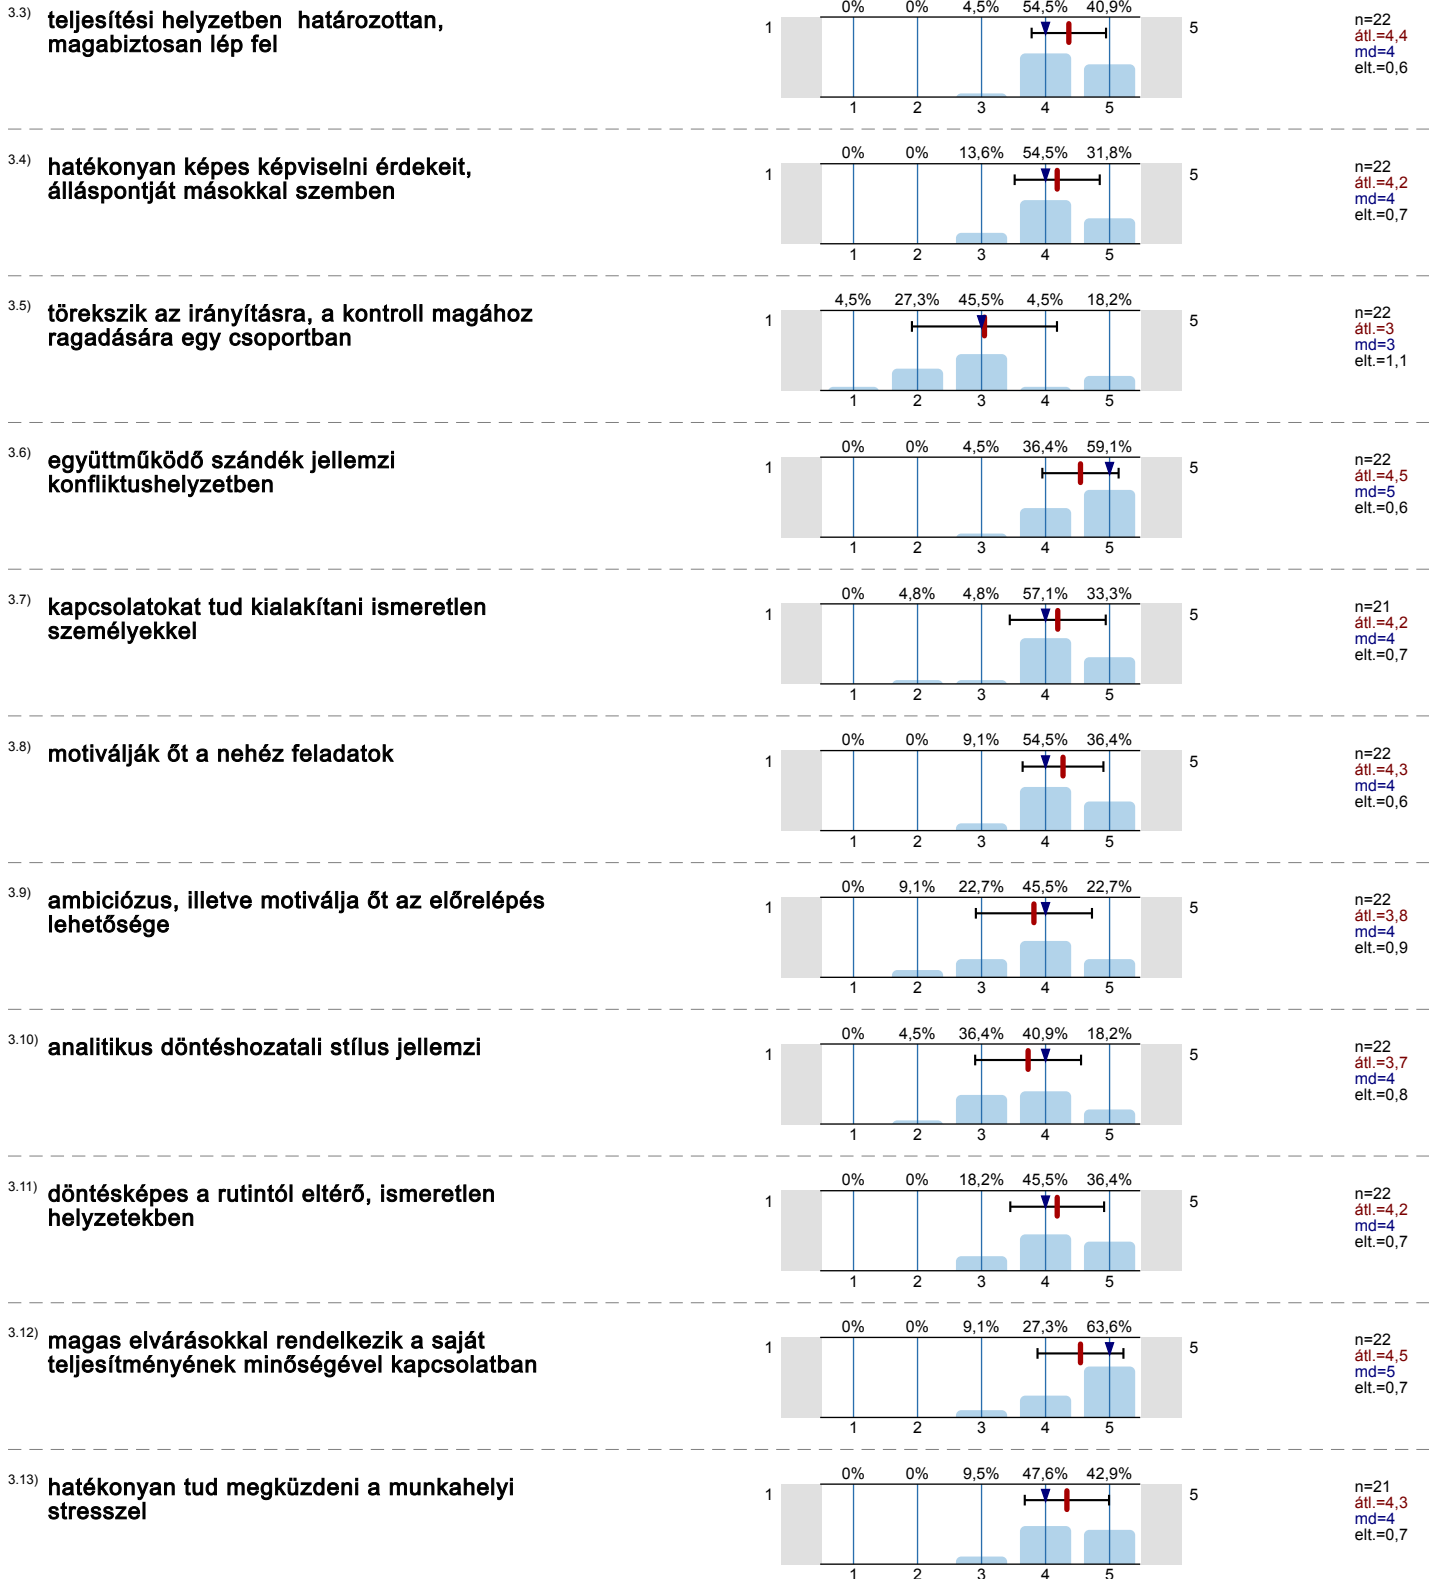 3.3) teljesítési helyzetben  határozottan,
magabiztosan lép fel
0% 0% 4,5% 54,5% 40,9%
1 5
1 2 3 4 5
n=22
átl.=4,4
md=4
elt.=0,6
3.4) hatékonyan képes képviselni érdekeit,
álláspontját másokkal szemben
0% 0% 13,6% 54,5% 31,8%
1 5
1 2 3 4 5
n=22
átl.=4,2
md=4
elt.=0,7
3.5) törekszik az irányításra, a kontroll magához
ragadására egy csoportban
4,5% 27,3% 45,5% 4,5% 18,2%
1 5
1 2 3 4 5
n=22
átl.=3
md=3
elt.=1,1
3.6) együttműködő szándék jellemzi
konfliktushelyzetben
0% 0% 4,5% 36,4% 59,1%
1 5
1 2 3 4 5
n=22
átl.=4,5
md=5
elt.=0,6
3.7) kapcsolatokat tud kialakítani ismeretlen
személyekkel
0% 4,8% 4,8% 57,1% 33,3%
1 5
1 2 3 4 5
n=21
átl.=4,2
md=4
elt.=0,7
3.8) motiválják őt a nehéz feladatok
0% 0% 9,1% 54,5% 36,4%
1 5
1 2 3 4 5
n=22
átl.=4,3
md=4
elt.=0,6
3.9) ambiciózus, illetve motiválja őt az előrelépés
lehetősége
0% 9,1% 22,7% 45,5% 22,7%
1 5
1 2 3 4 5
n=22
átl.=3,8
md=4
elt.=0,9
3.10) analitikus döntéshozatali stílus jellemzi
0% 4,5% 36,4% 40,9% 18,2%
1 5
1 2 3 4 5
n=22
átl.=3,7
md=4
elt.=0,8
3.11) döntésképes a rutintól eltérő, ismeretlen
helyzetekben
0% 0% 18,2% 45,5% 36,4%
1 5
1 2 3 4 5
n=22
átl.=4,2
md=4
elt.=0,7
3.12) magas elvárásokkal rendelkezik a saját
teljesítményének minőségével kapcsolatban
0% 0% 9,1% 27,3% 63,6%
1 5
1 2 3 4 5
n=22
átl.=4,5
md=5
elt.=0,7
3.13) hatékonyan tud megküzdeni a munkahelyi
stresszel
0% 0% 9,5% 47,6% 42,9%
1 5
1 2 3 4 5
n=21
átl.=4,3
md=4
elt.=0,7